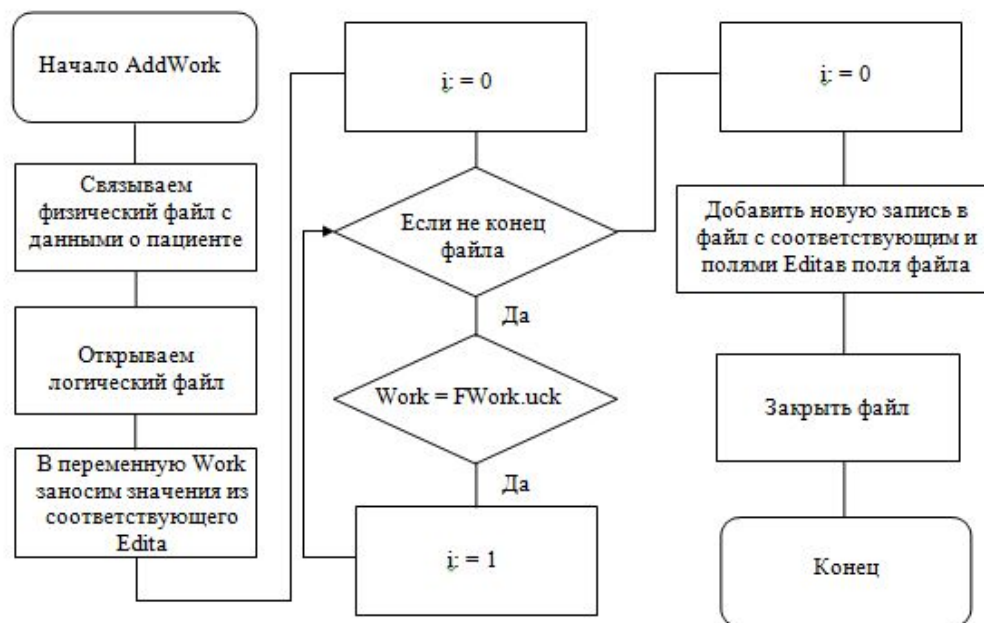 Начало AddWork
Связываем
физический файл с
данными о пациенте
Открываем
логический файл
В переменную Work
заносим значения из
соответствующего
Edita
i: = 0
Если не конец
файла
Да
Work = FWork.uck
Да
i: = 1
i: = 0
Добавить новую запись в
файл с соответствующим и
полями Editaв поля файла
Закрыть файл
Конец